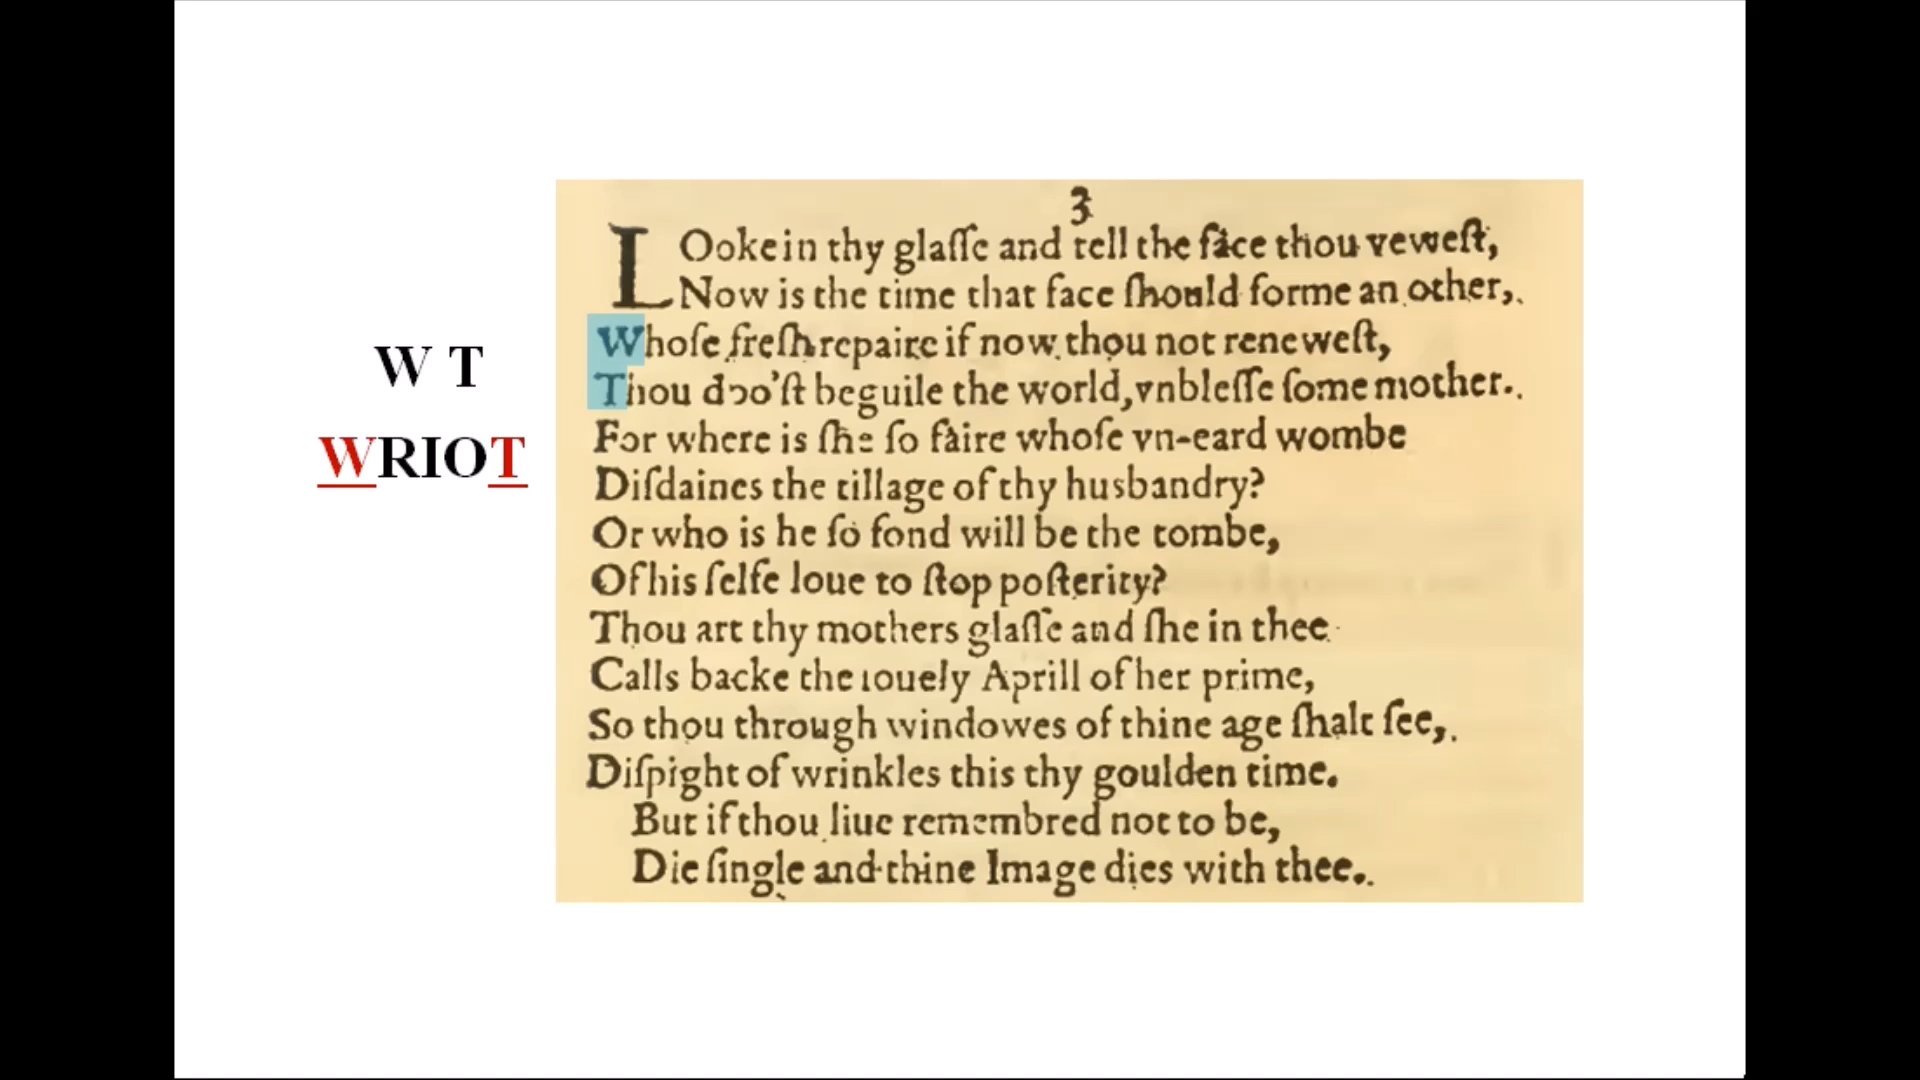 W T
WRIOT
3
LOoke in thy glaſſe and tell the face thou veweſt,
Now is the time that face ſhould forme an other,
Whoſe freſh repaire if now thou not reneweſt,
Thou doo'ſt beguile the world, vnbleſſe ſome mother.
For where is ſhe ſo faire whoſe vn-eard wombe
Diſdaines the tillage of thy husbandry?
Or who is he ſo fond will be the tombe,
Of his ſelfe loue to ſtop poſterity?
Thou art thy mothers glaſſe and ſhe in thee
Calls backe the louely Aprill of her prime,
So thou through windowes of thine age ſhalt ſee,
Diſpight of wrinkles this thy goulden time.
But if thou liue remembred not to be,
Die ſingle and thine Image dies with thee.